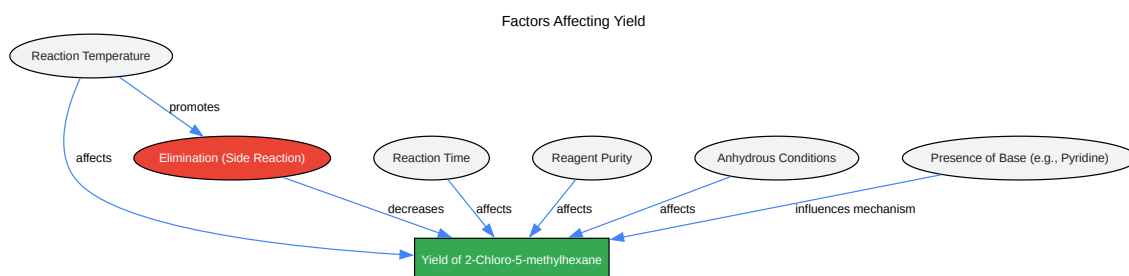 Factors Affecting Yield
Reaction Temperature
promotes
affects
Elimination (Side Reaction)
Reaction Time
Reagent Purity
Anhydrous Conditions
Presence of Base (e.g., Pyridine)
decreases
affects
affects
affects
influences mechanism
Yield of 2-Chloro-5-methylhexane